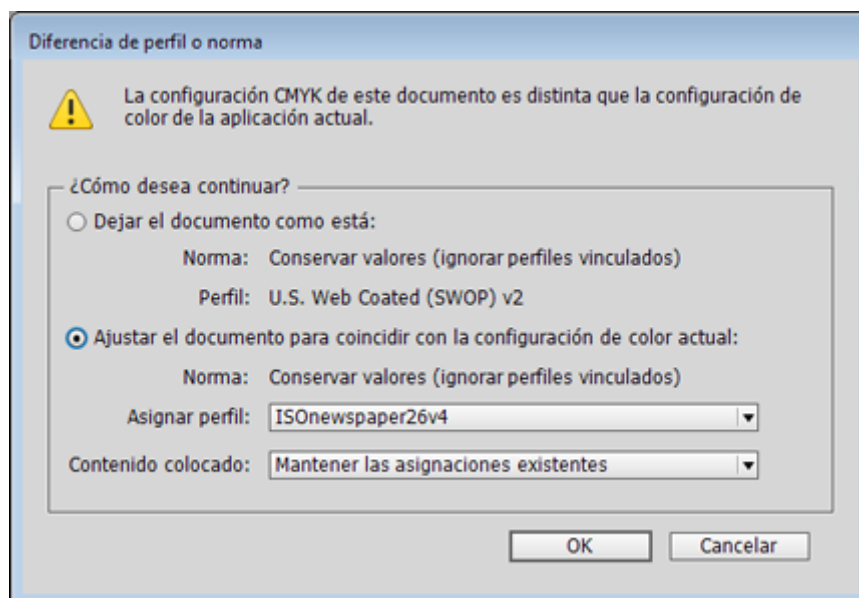 Diferencia de perfil o norma
La configuración CMYK de este documento es distinta que la configuración de
color de la aplicación actual.
¿Cómo desea continuar?
Dejar el documento como está:
Norma: Conservar valores (ignorar perfiles vinculados)
Perfil: U.S. Web Coated (SWOP) v2
Ajustar el documento para coincidir con la configuración de color actual:
Norma: Conservar valores (ignorar perfiles vinculados)
Asignar perfil: ISOnewspaper26v4
Contenido colocado: Mantener las asignaciones existentes
OK Cancelar